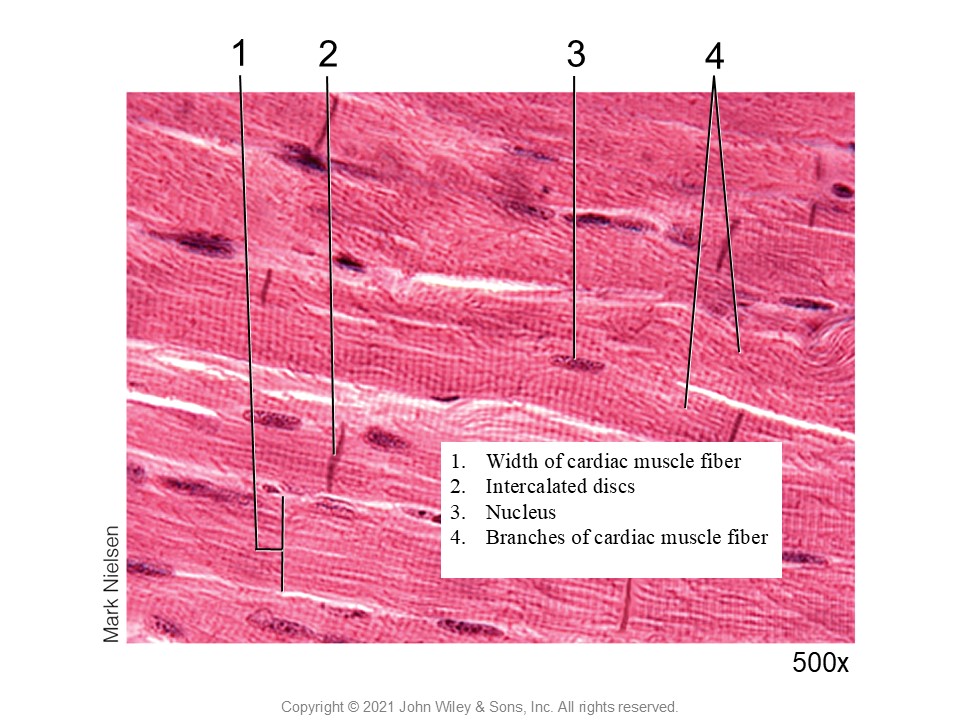 1 2 3 4
1. Width of cardiac muscle fiber
2. Intercalated discs
3. Nucleus
4. Branches of cardiac muscle fiber
Mark Nielsen
500x
Copyright © 2021 John Wiley & Sons, Inc. All rights reserved.